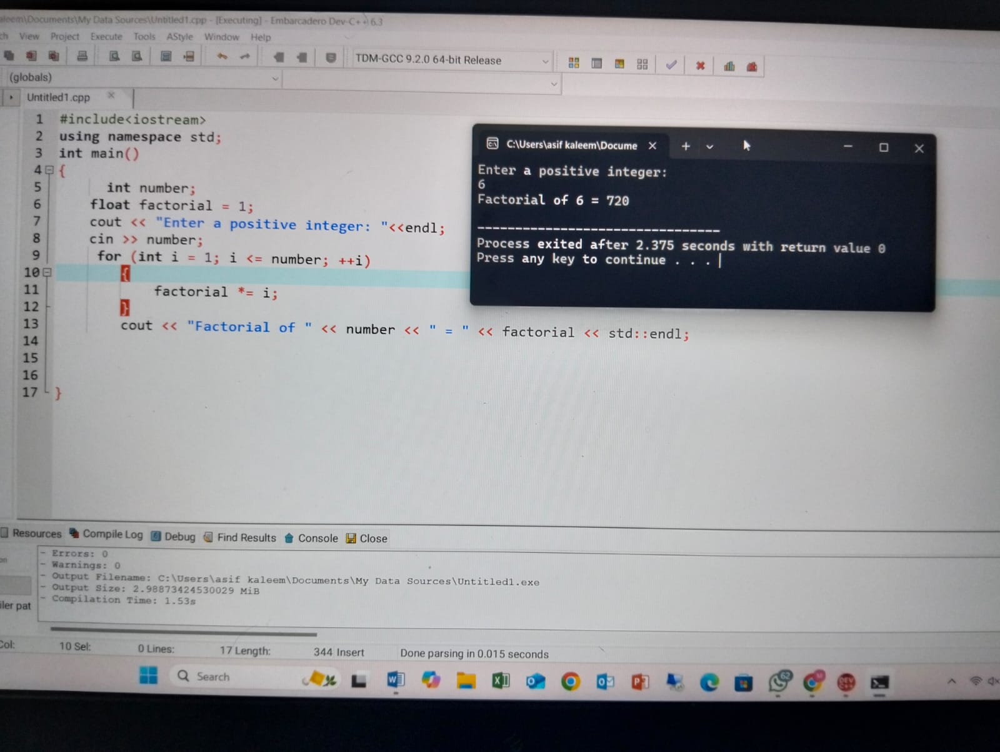 aleem\Documents\My Data Sources\Untitled1.cpp - [Executing] - Embarcadero Dev-C++ 6.3
View Project Execute Tools AStyle Window Help
TDM-GCC 9.2.0 64-bit Release
(globals)
Untitled1.cpp
1 #include<iostream>
2 using namespace std;
3 int main()
4 {
5 int number;
6 float factorial = 1;
7 cout << "Enter a positive integer: "<<endl;
8 cin >> number;
9 for (int i = 1; i <= number; ++i)
10 {
11 factorial *= i;
12 }
13 cout << "Factorial of " << number << " = " << factorial << std::endl;
14
15
16
17 }
C:\Users\asif kaleem\Docume
Enter a positive integer:
6
Factorial of 6 = 720
--------------------------------
Process exited after 2.375 seconds with return value 0
Press any key to continue . . .
Resources Compile Log Debug Find Results Console Close
- Errors: 0
- Warnings: 0
- Output Filename: C:\Users\asif kaleem\Documents\My Data Sources\Untitled1.exe
- Output Size: 2.98873424530029 MiB
- Compilation Time: 1.53s
iler pat
Col: 10 Sel: 0 Lines: 17 Length: 344 Insert Done parsing in 0.015 seconds
Search
62